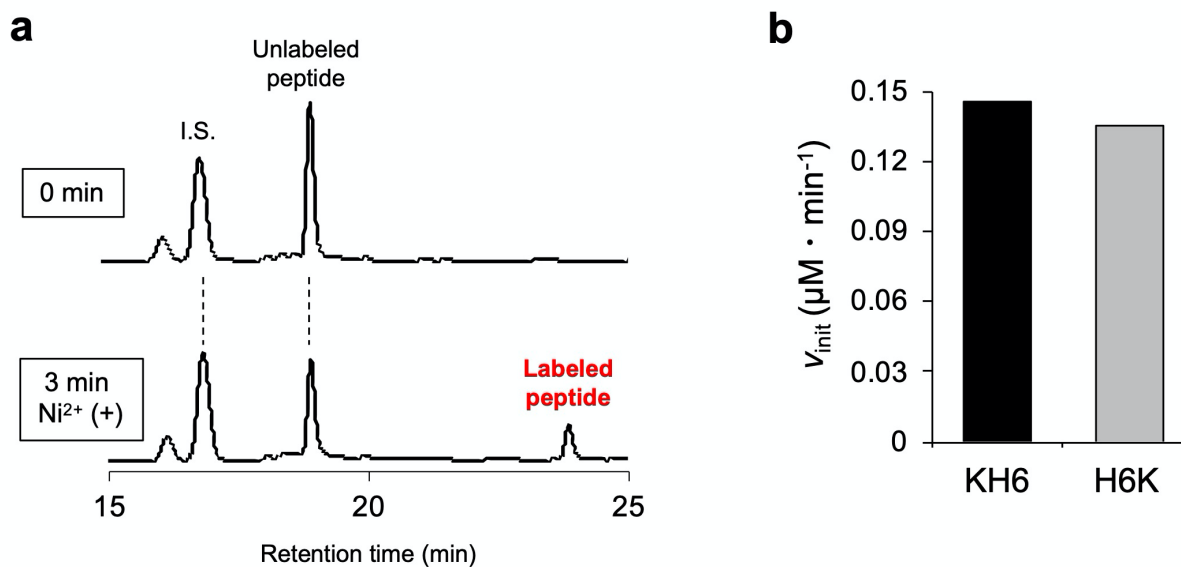 a
Unlabeled
peptide
I.S.
0 min
3 min
Ni²⁺ (+)
Labeled
peptide
15 20 25
Retention time (min)
b
v_init (μM・min⁻¹)
0.15
0.12
0.09
0.06
0.03
0
KH6 H6K